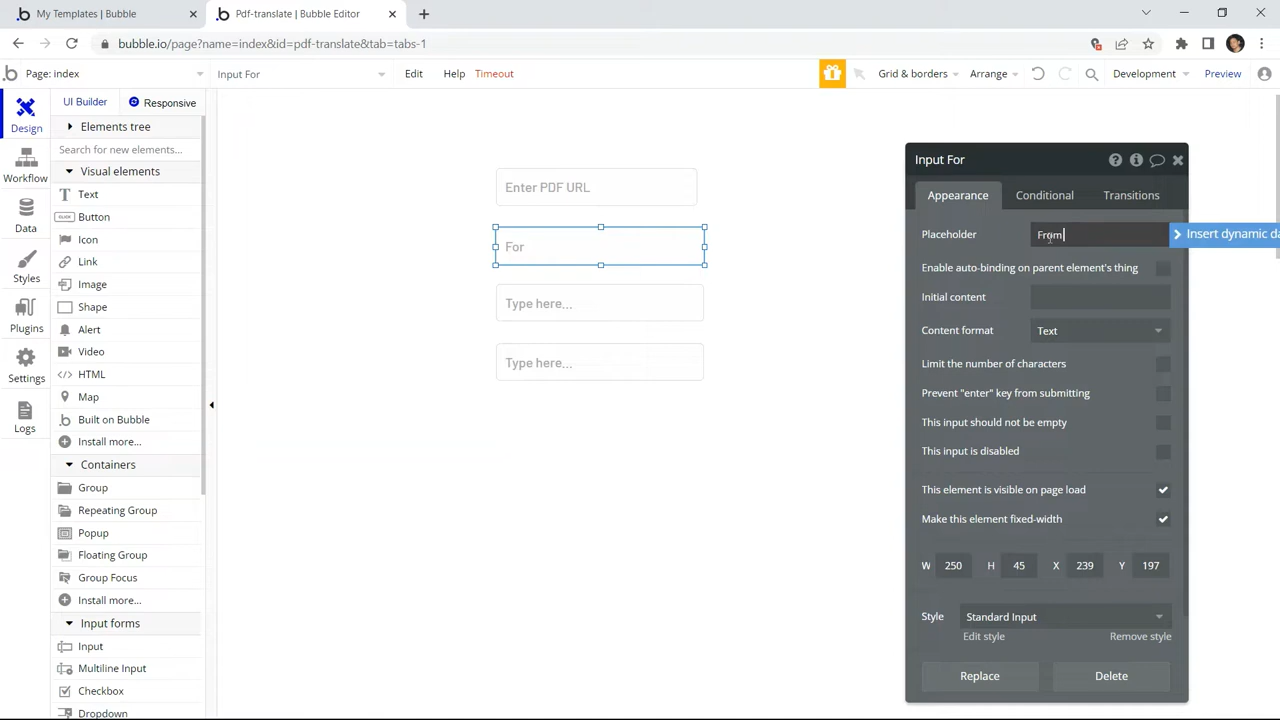 My Templates | Bubble
Pdf-translate | Bubble Editor
bubble.io/page?name=index&id=pdf-translate&tab=tabs-1
Page: index
Input For
Edit
Help
Timeout
Grid & borders
Arrange
Development
Preview
Design
Workflow
Data
Styles
Plugins
Settings
Logs
UI Builder
Responsive
Elements tree
Search for new elements...
Visual elements
Text
CLICK
Button
Icon
Link
Image
Shape
Alert
Video
HTML
Map
Built on Bubble
Install more...
Containers
Group
Repeating Group
Popup
Floating Group
Group Focus
Install more...
Input forms
Input
Multiline Input
Checkbox
Dropdown
Enter PDF URL
For
Type here...
Type here...
Input For
Appearance
Conditional
Transitions
Placeholder
From
Insert dynamic da
Enable auto-binding on parent element's thing
Initial content
Content format
Text
Limit the number of characters
Prevent "enter" key from submitting
This input should not be empty
This input is disabled
This element is visible on page load
Make this element fixed-width
W 250 H 45 X 239 Y 197
Style
Standard Input
Edit style
Remove style
Replace
Delete